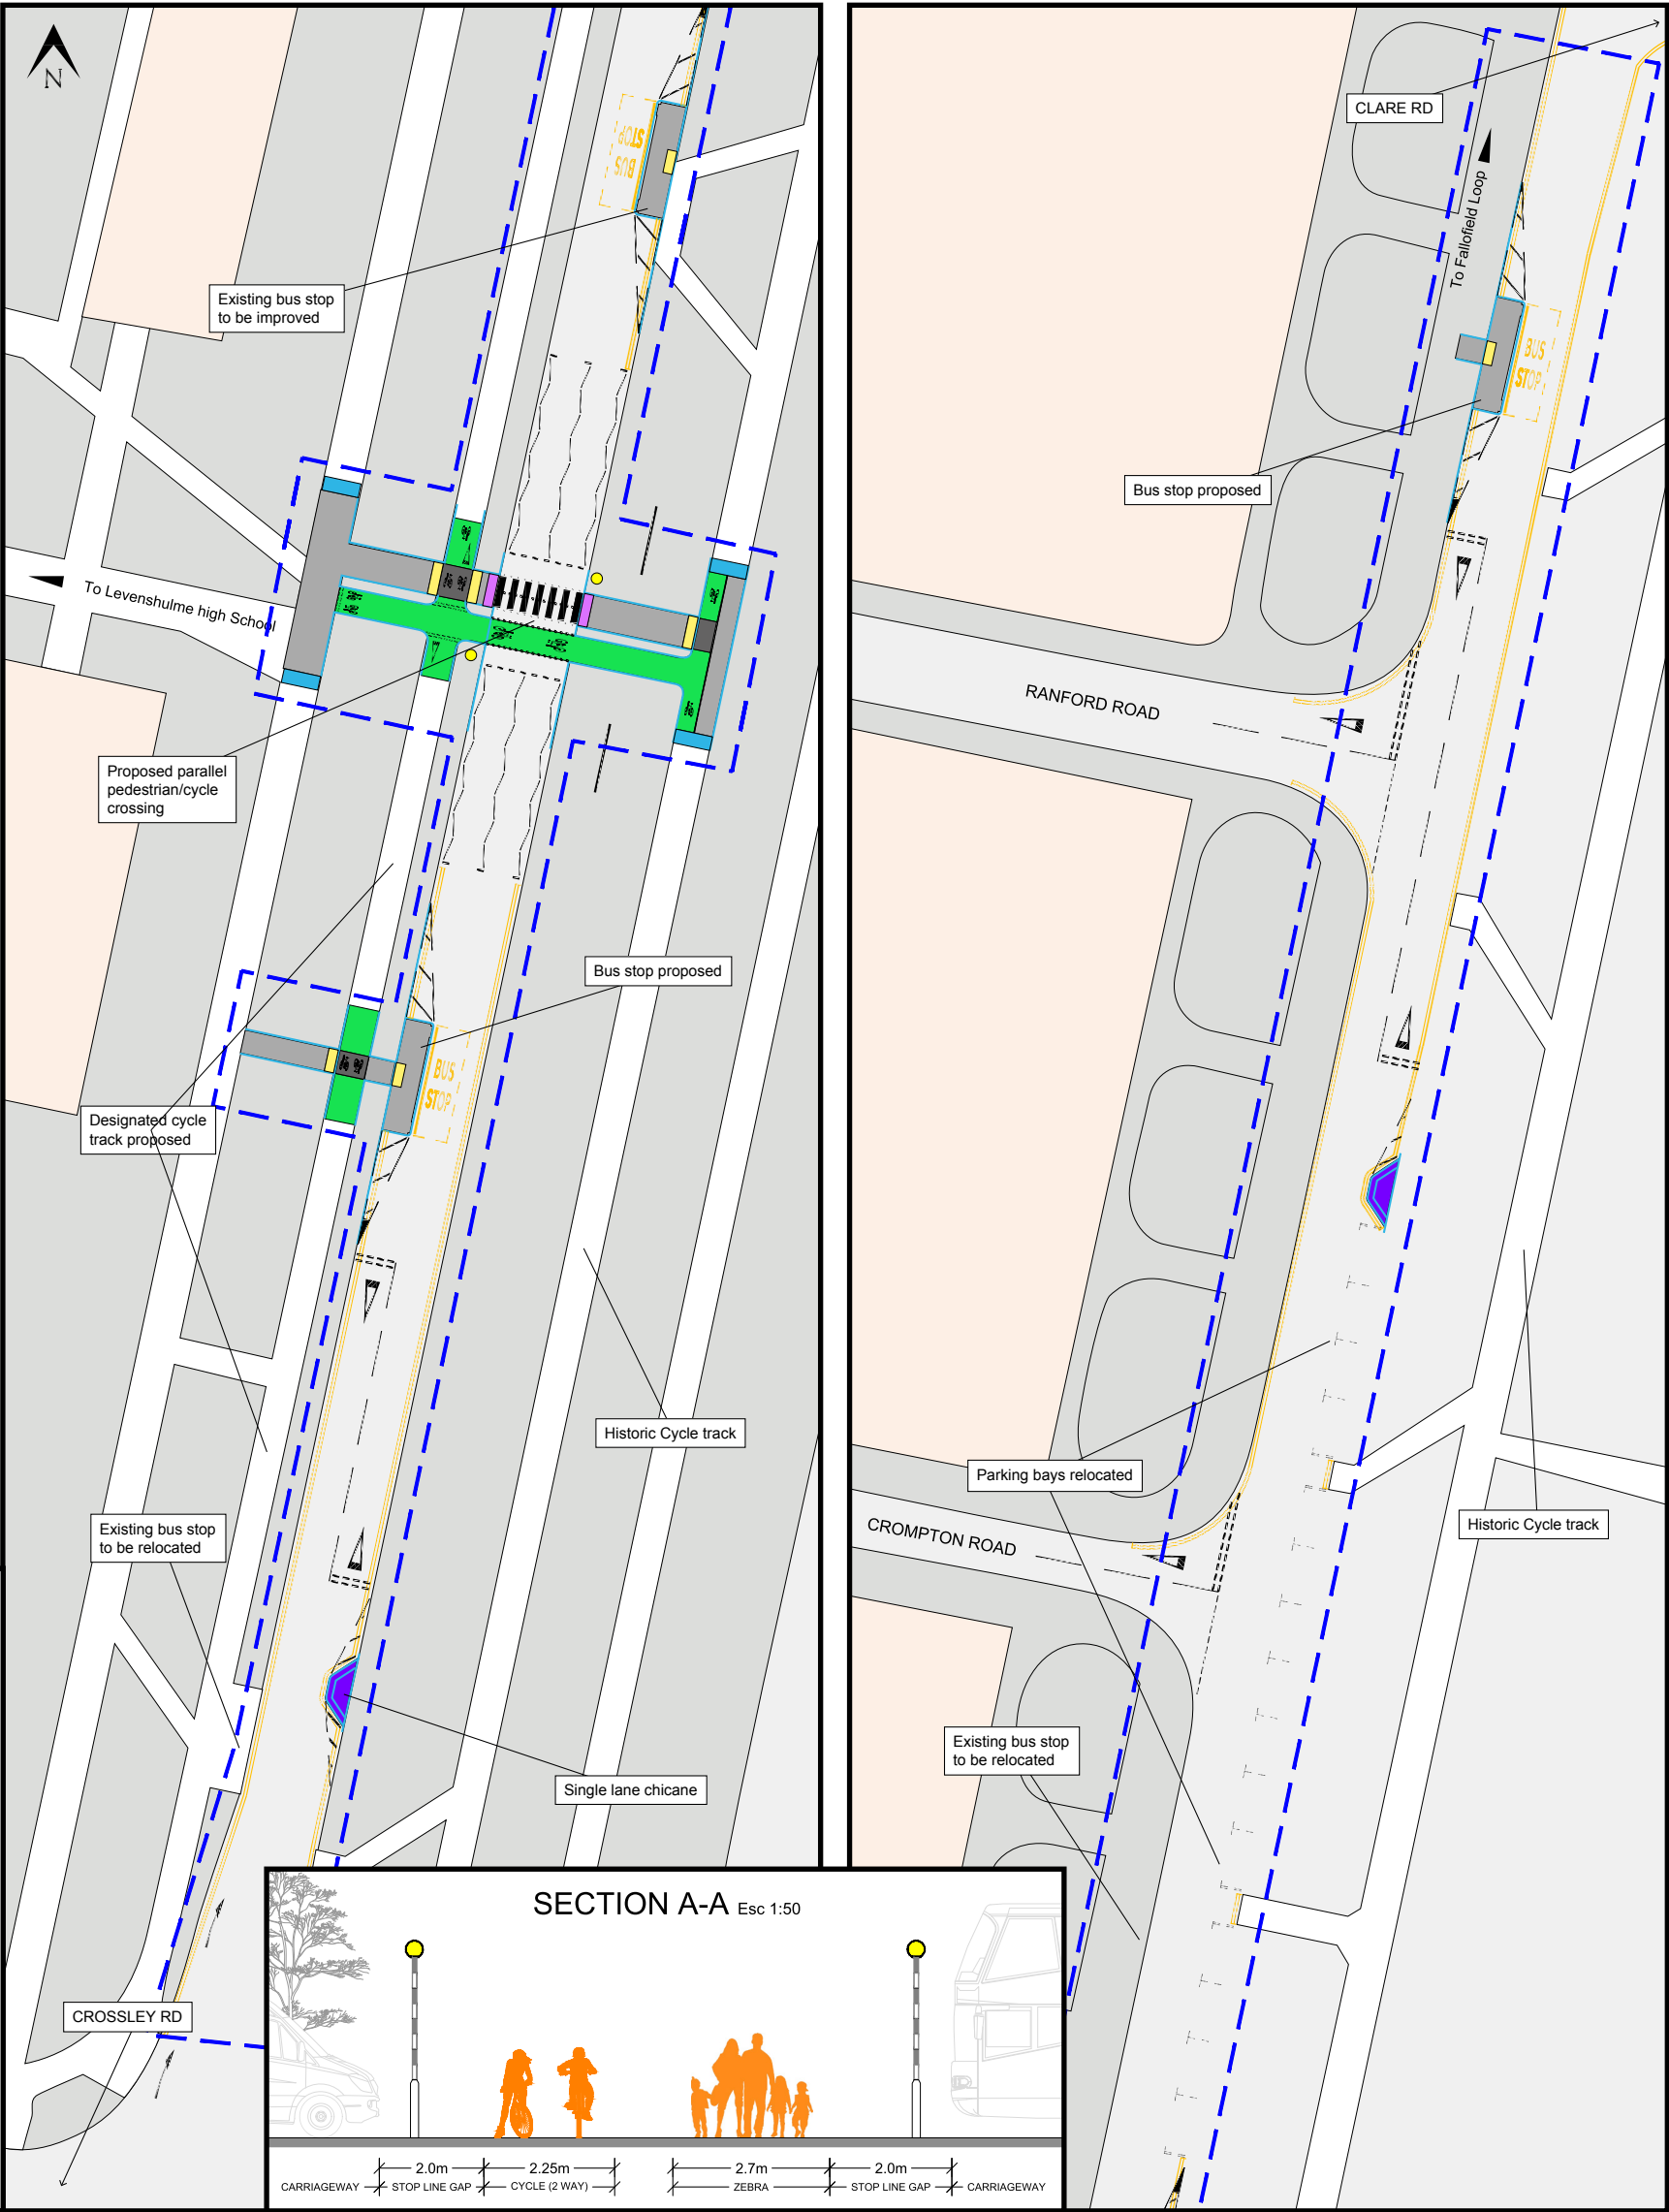 N
STOP
BUS
Existing bus stop
to be improved
To Levenshulme high School
Proposed parallel
pedestrian/cycle
crossing
Bus stop proposed
BUS
STOP
Designated cycle
track proposed
Historic Cycle track
Existing bus stop
to be relocated
Single lane chicane
CROSSLEY RD
CLARE RD
To Fallofield Loop
BUS
STOP
Bus stop proposed
RANFORD ROAD
Parking bays relocated
CROMPTON ROAD
Historic Cycle track
Existing bus stop
to be relocated
SECTION A-A Esc 1:50
2.0m 2.25m 2.7m 2.0m
CARRIAGEWAY STOP LINE GAP CYCLE (2 WAY) ZEBRA STOP LINE GAP CARRIAGEWAY